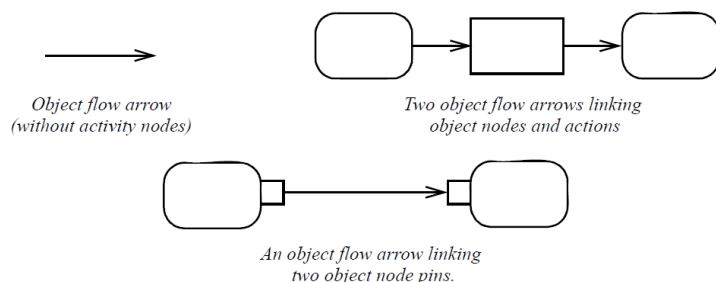 Object flow arrow
(without activity nodes)
Two object flow arrows linking
object nodes and actions
An object flow arrow linking
two object node pins.